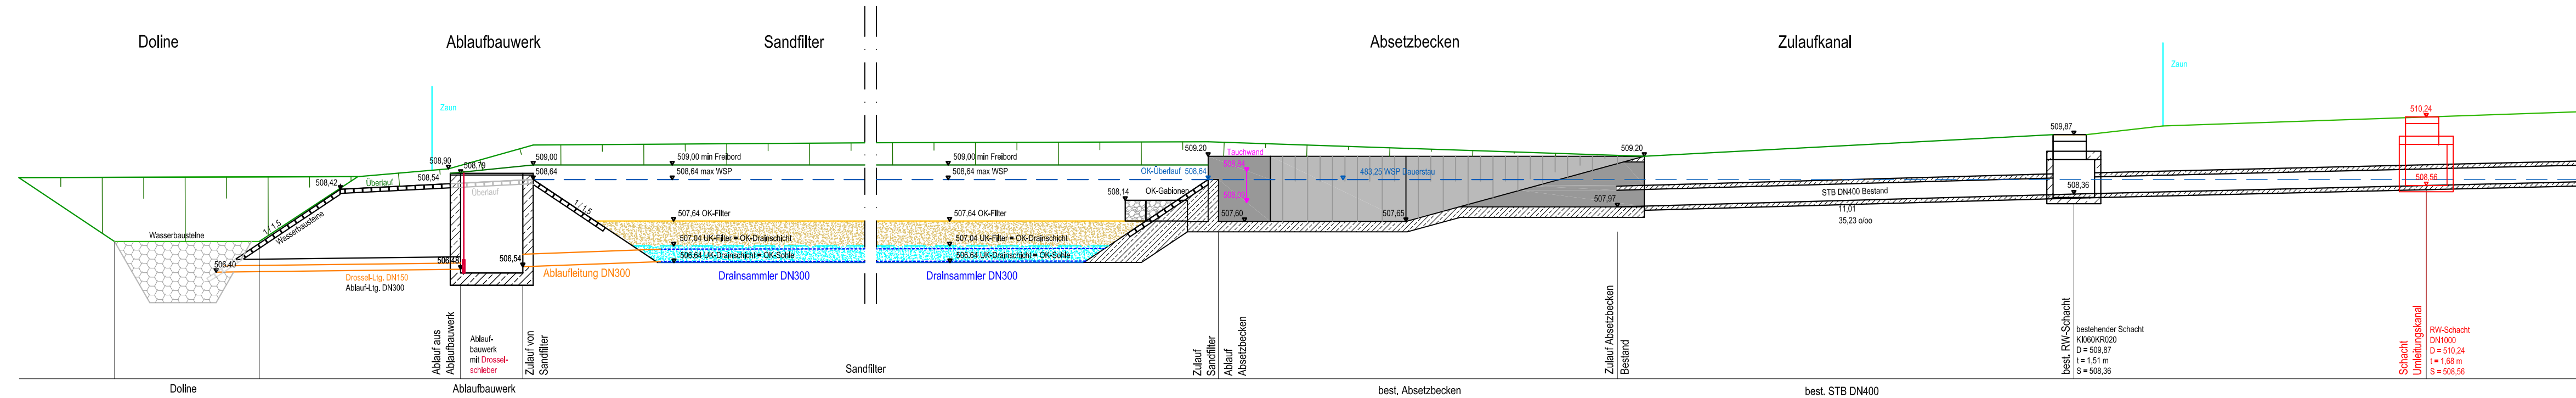 Doline
Ablaufbauwerk
Sandfilter
Absetzbecken
Zulaufkanal
Zaun
Zaun
510,24
509,87
508,90
508,79
509,00
508,64
509,00 min Freibord
508,64 max WSP
509,00 min Freibord
508,64 max WSP
509,20
Tauchwand
508,84
OK-Überlauf
508,64
483,25 WSP Dauerstau
509,20
508,42
Überlauf
508,54
Überlauf
508,14
OK-Gablonen
508,09
507,97
STB DN400 Bestand
11,01
35,23 o/oo
508,36
508,56
1/ 1,5
Wasserbausteine
Wasserbausteine
1/ 1,5
507,64 OK-Filter
507,64 OK-Filter
507,60
507,65
507,04 UK-Filter = OK-Drainschicht
507,04 UK-Filter = OK-Drainschicht
506,64 UK-Drainschicht = OK-Sohle
506,64 UK-Drainschicht = OK-Sohle
506,40
506,48
506,54
Drossel-Ltg. DN150
Ablauf-Ltg. DN300
Ablaufleitung DN300
Drainsammler DN300
Drainsammler DN300
Ablauf aus
Ablaufbauwerk
Ablauf-
bauwerk
mit Drossel-
schieber
Zulauf von
Sandfilter
Zulauf
Sandfilter
Ablauf
Absetzbecken
Zulauf Absetzbecken
Bestand
best. RW-Schacht
bestehender Schacht
KI060KR020
D = 509,87
t = 1,51 m
S = 508,36
Schacht
Umleitungskanal
RW-Schacht
DN1000
D = 510,24
t = 1,68 m
S = 508,56
Sandfilter
Doline
Ablaufbauwerk
best. Absetzbecken
best. STB DN400